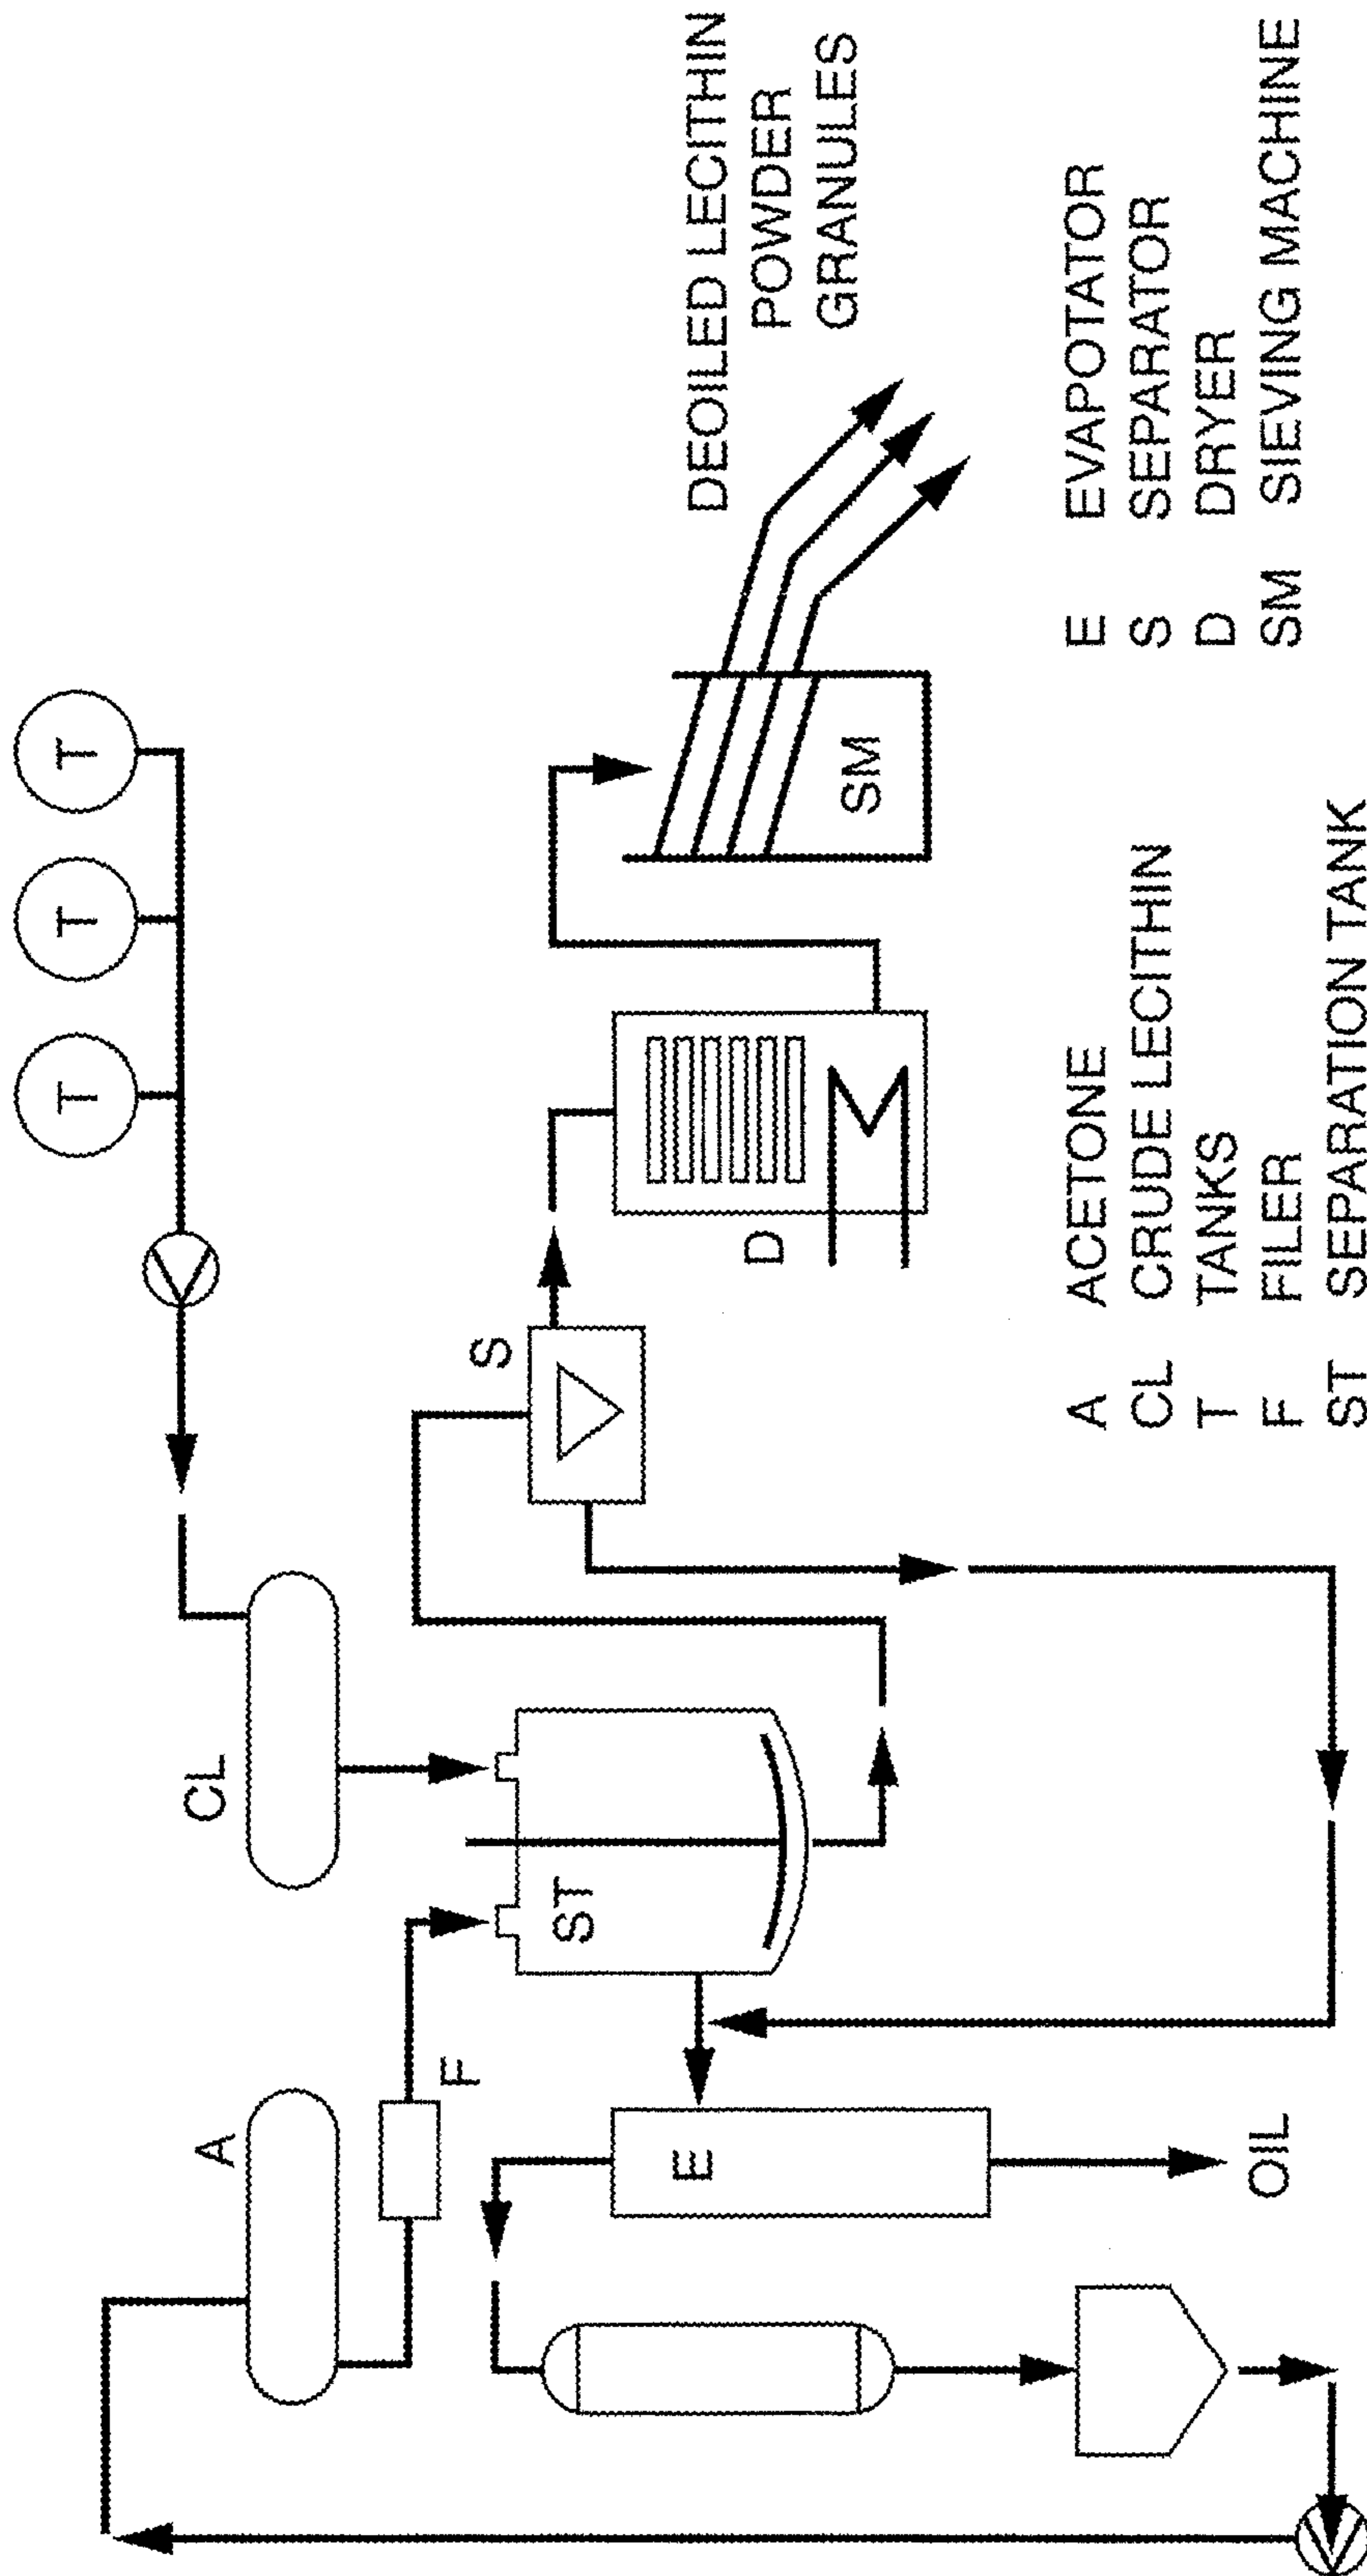 T
T
T
A
CL
F
ST
S
D
SM
E
OIL
DEOILED LECITHIN
POWDER
GRANULES
A ACETONE
CL CRUDE LECITHIN
T TANKS
F FILER
ST SEPARATION TANK
E EVAPOTATOR
S SEPARATOR
D DRYER
SM SIEVING MACHINE